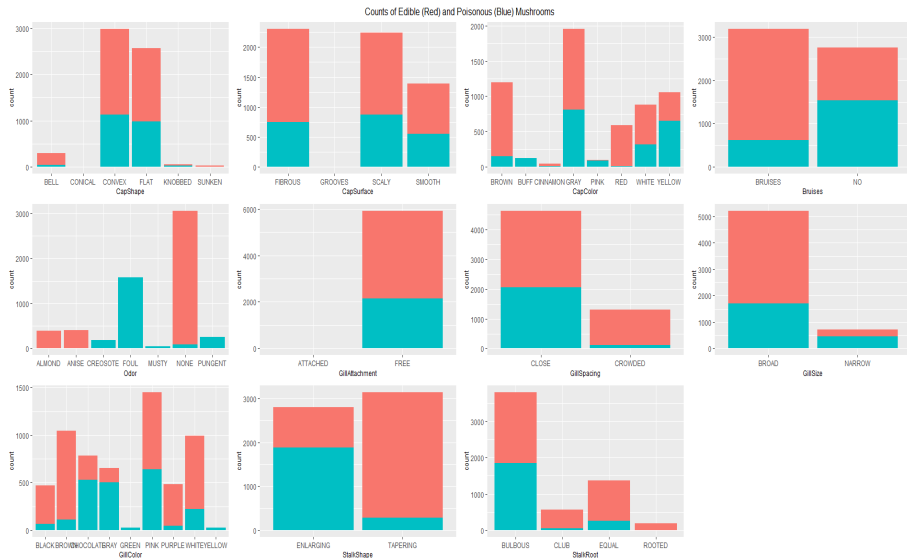 Counts of Edible (Red) and Poisonous (Blue) Mushrooms
count
3000
2000
1000
0
BELL CONICAL CONVEX FLAT KNOBBED SUNKEN
CapShape
count
2000
1500
1000
500
0
FIBROUS GROOVES SCALY SMOOTH
CapSurface
count
2000
1500
1000
500
0
BROWN BUFF CINNAMON GRAY PINK RED WHITE YELLOW
CapColor
count
3000
2000
1000
0
BRUISES NO
Bruises
count
3000
2000
1000
0
ALMOND ANISE CREOSOTE FOUL MUSTY NONE PUNGENT
Odor
count
6000
4000
2000
0
ATTACHED FREE
GillAttachment
count
4000
3000
2000
1000
0
CLOSE CROWDED
GillSpacing
count
5000
4000
3000
2000
1000
0
BROAD NARROW
GillSize
count
1500
1000
500
0
BLACK BROWN CHOCOLATE GRAY GREEN PINK PURPLE WHITE YELLOW
GillColor
count
3000
2000
1000
0
ENLARGING TAPERING
StalkShape
count
3000
2000
1000
0
BULBOUS CLUB EQUAL ROOTED
StalkRoot